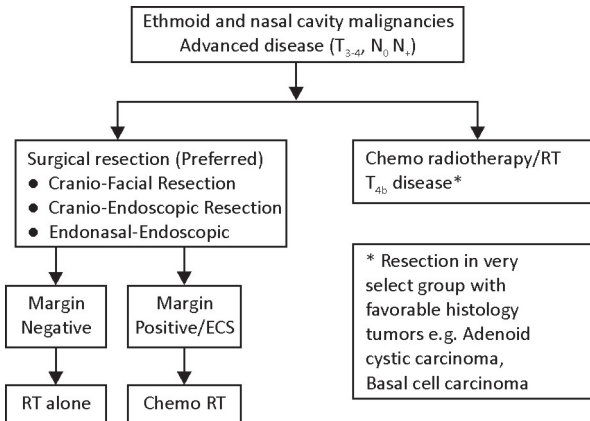 Ethmoid and nasal cavity malignancies
Advanced disease (T3-4, N0 N+)
Surgical resection (Preferred)
● Cranio-Facial Resection
● Cranio-Endoscopic Resection
● Endonasal-Endoscopic
Chemo radiotherapy/RT
T4b disease*
Margin
Negative
Margin
Positive/ECS
* Resection in very
select group with
favorable histology
tumors e.g. Adenoid
cystic carcinoma,
Basal cell carcinoma
RT alone
Chemo RT